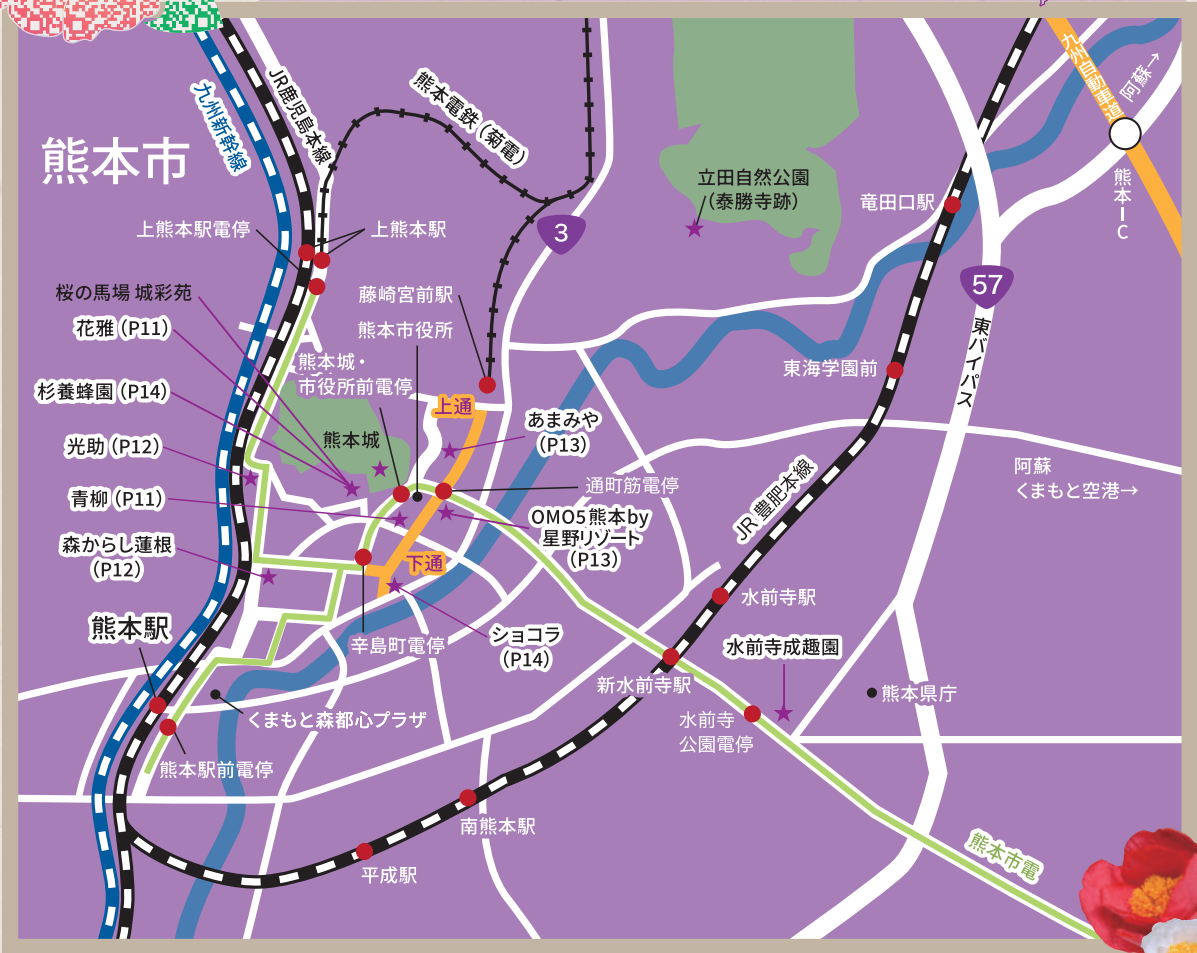 九州自動車道
阿蘇→
九州新幹線
JR鹿児島本線
熊本電鉄（菊電）
熊本市
立田自然公園
（泰勝寺跡）
竜田口駅
熊本IC
上熊本駅電停
上熊本駅
3
57
桜の馬場 城彩苑
藤崎宮前駅
花雅（P11）
熊本市役所
東バイパス
熊本城・
市役所前電停
東海学園前
杉養蜂園（P14）
上通
あまみや
（P13）
光助（P12）
熊本城
阿蘇
くまもと空港→
JR 豊肥本線
通町筋電停
青柳（P11）
OMO5熊本by
星野リゾート
（P13）
森からし蓮根
（P12）
下通
水前寺駅
熊本駅
辛島町電停
ショコラ
（P14）
水前寺成趣園
新水前寺駅
熊本県庁
水前寺
公園電停
くまもと森都心プラザ
熊本駅前電停
南熊本駅
熊本市電
平成駅